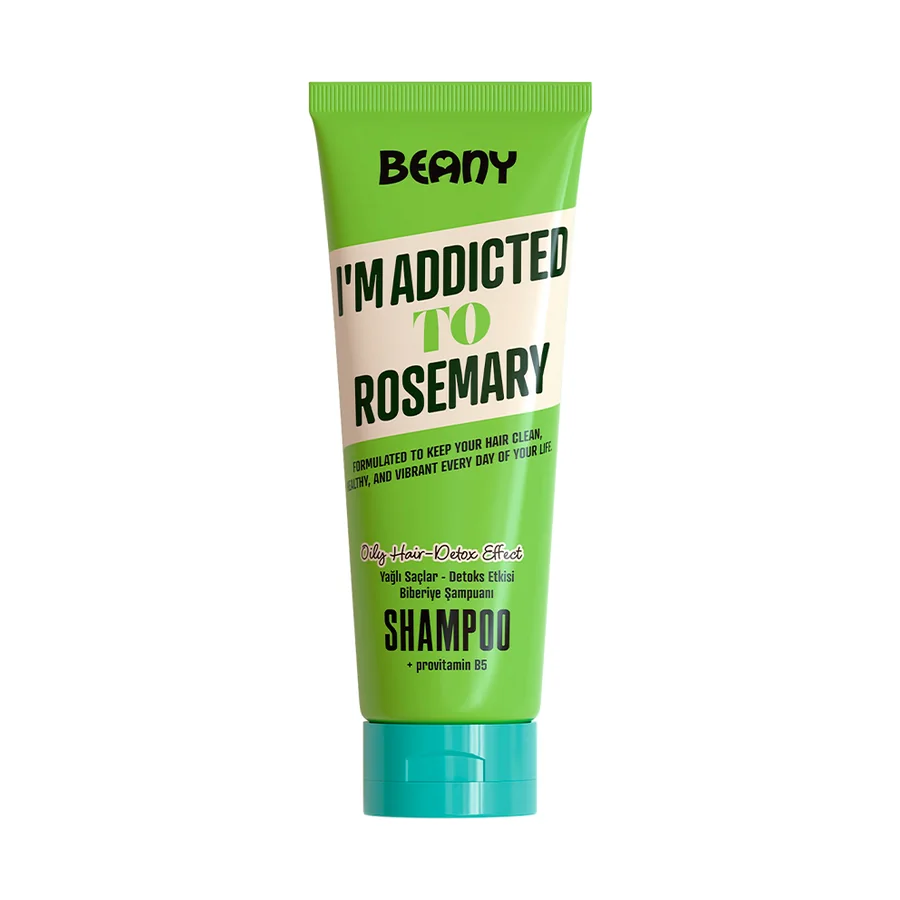 BEANY
I'M ADDICTED
TO
ROSEMARY
FORMULATED TO KEEP YOUR HAIR CLEAN,
AND VIBRANT EVERY DAY OF YOUR LIFE.
Oily Hair-Detox Effect
Yağlı Saçlar - Detoks Etkisi
Biberiye Şampuanı
SHAMPOO
+ provitamin B5